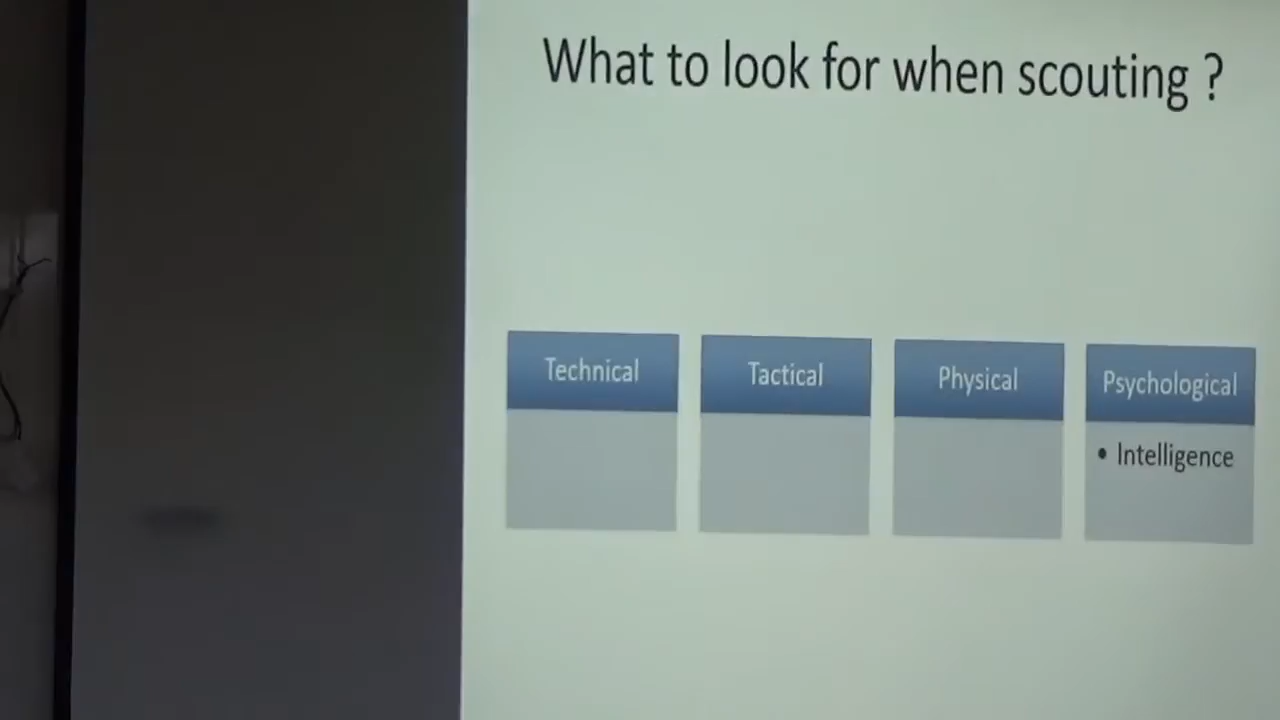 What to look for when scouting ?
Technical
Tactical
Physical
Psychological
• Intelligence